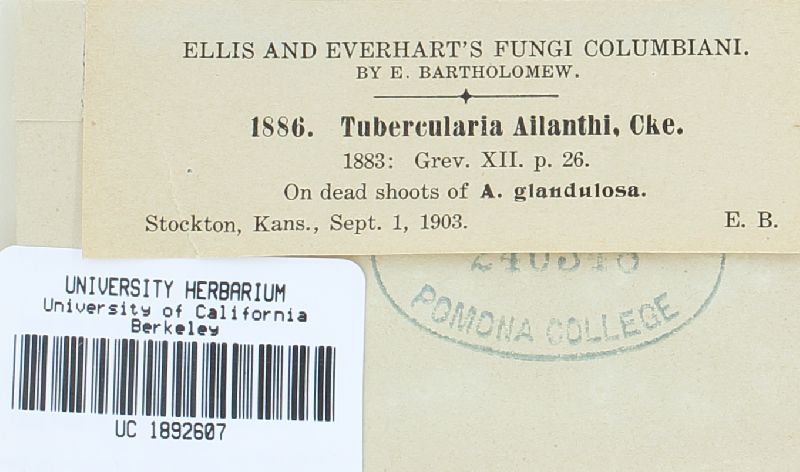 ELLIS AND EVERHART'S FUNGI COLUMBIANI.
BY E. BARTHOLOMEW.
1886. Tubercularia Ailanthi, Cke.
1883: Grev. XII. p. 26.
On dead shoots of A. glandulosa.
Stockton, Kans., Sept. 1, 1903. E. B.
POMONA COLLEGE
UNIVERSITY HERBARIUM
University of California
Berkeley
UC 1892607